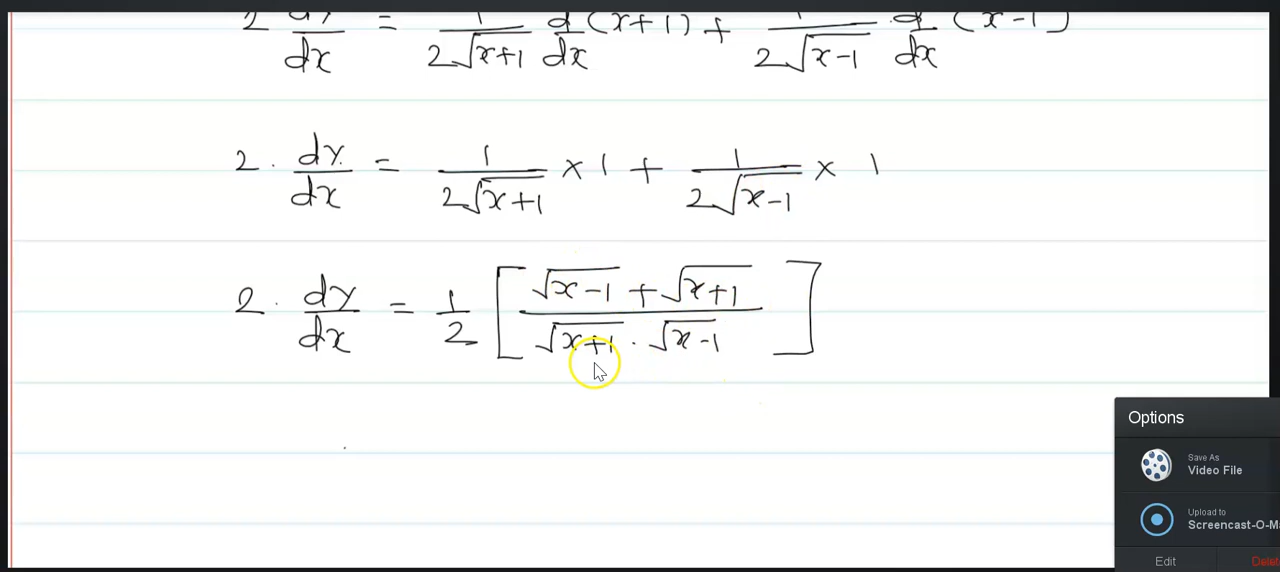 2 dy/dx = 1/(2√(x+1)) d/dx (x+1) + 1/(2√(x-1)) d/dx (x-1)
2 · dy/dx = 1/(2√(x+1)) × 1 + 1/(2√(x-1)) × 1
2 · dy/dx = 1/2 [ (√(x-1) + √(x+1)) / (√(x+1) · √(x-1)) ]
Options
Save As
Video File
Upload to
Screencast-O-M
Edit